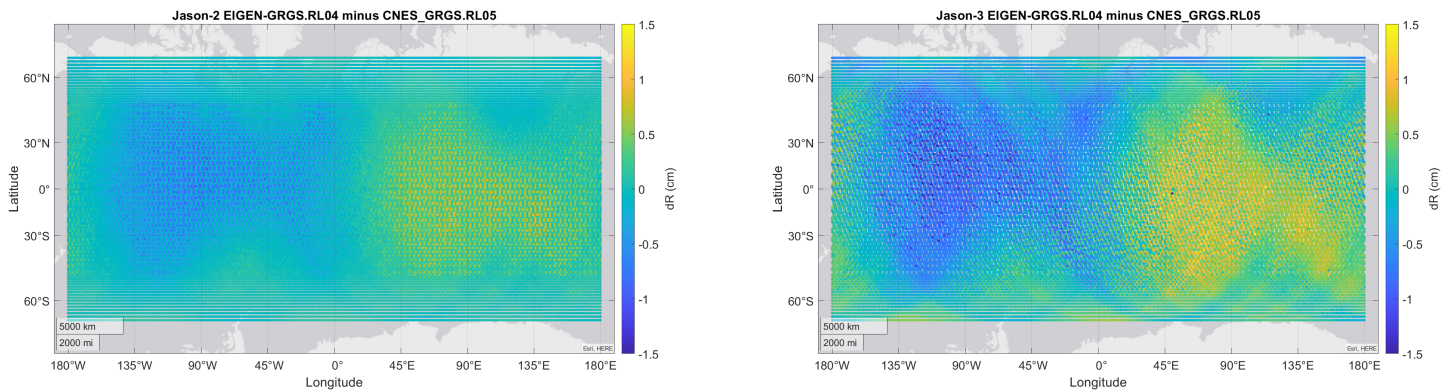 Jason-2 EIGEN-GRGS.RL04 minus CNES_GRGS.RL05
60°N
30°N
0°
30°S
60°S
Latitude
5000 km
2000 mi
Esri, HERE
180°W 135°W 90°W 45°W 0° 45°E 90°E 135°E 180°E
Longitude
1.5
1
0.5
0
-0.5
-1
-1.5
dR (cm)
Jason-3 EIGEN-GRGS.RL04 minus CNES_GRGS.RL05
60°N
30°N
0°
30°S
60°S
Latitude
5000 km
2000 mi
Esri, HERE
180°W 135°W 90°W 45°W 0° 45°E 90°E 135°E 180°E
Longitude
1.5
1
0.5
0
-0.5
-1
-1.5
dR (cm)